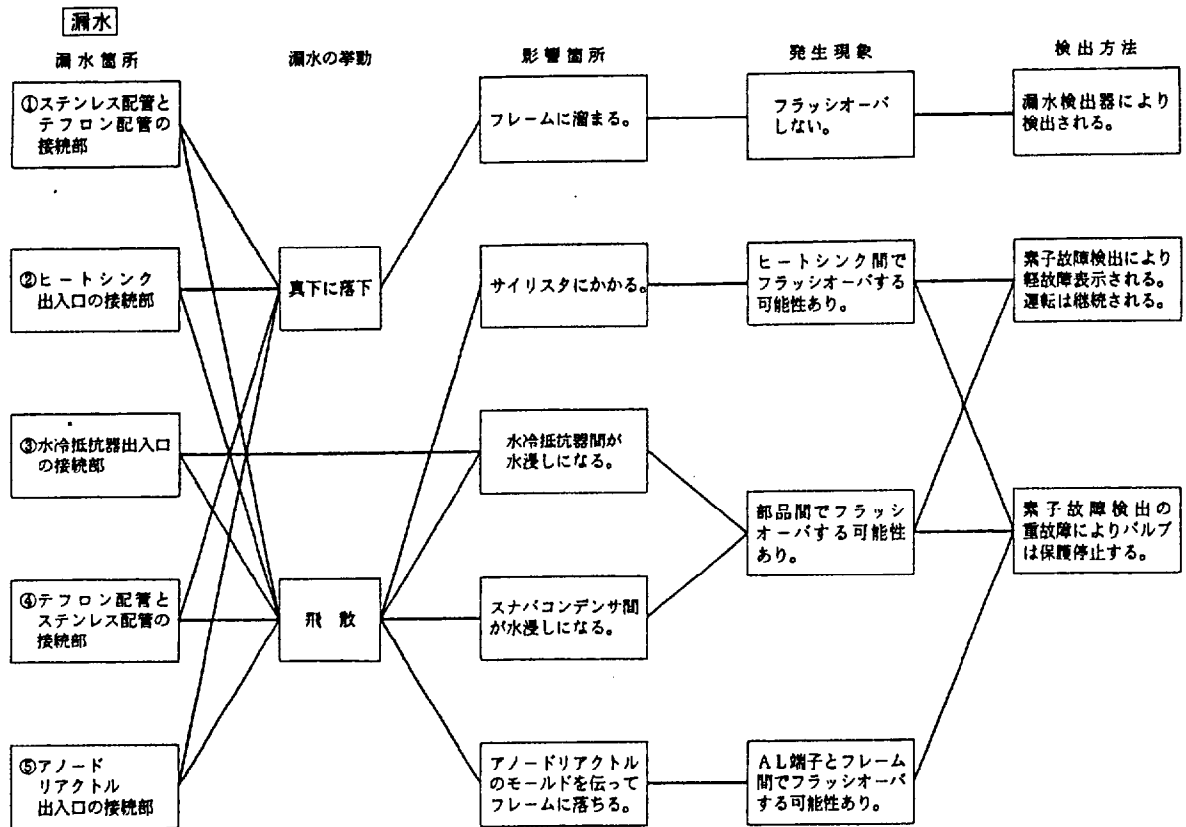 漏水
漏水箇所
漏水の挙動
影響箇所
発生現象
検出方法
①ステンレス配管と
テフロン配管の
接続部
フレームに溜まる。
フラッシオーバ
しない。
漏水検出器により
検出される。
②ヒートシンク
出入口の接続部
真下に落下
サイリスタにかかる。
ヒートシンク間で
フラッシオーバする
可能性あり。
素子故障検出により
軽故障表示される。
運転は継続される。
③水冷抵抗器出入口
の接続部
水冷抵抗器間が
水浸しになる。
部品間でフラッシ
オーバする可能性
あり。
素子故障検出の
重故障によりバルブ
は保護停止する。
④テフロン配管と
ステンレス配管の
接続部
飛散
スナバコンデンサ間
が水浸しになる。
⑤アノード
リアクトル
出入口の接続部
アノードリアクトル
のモールドを伝って
フレームに落ちる。
AL端子とフレーム
間でフラッシオーバ
する可能性あり。